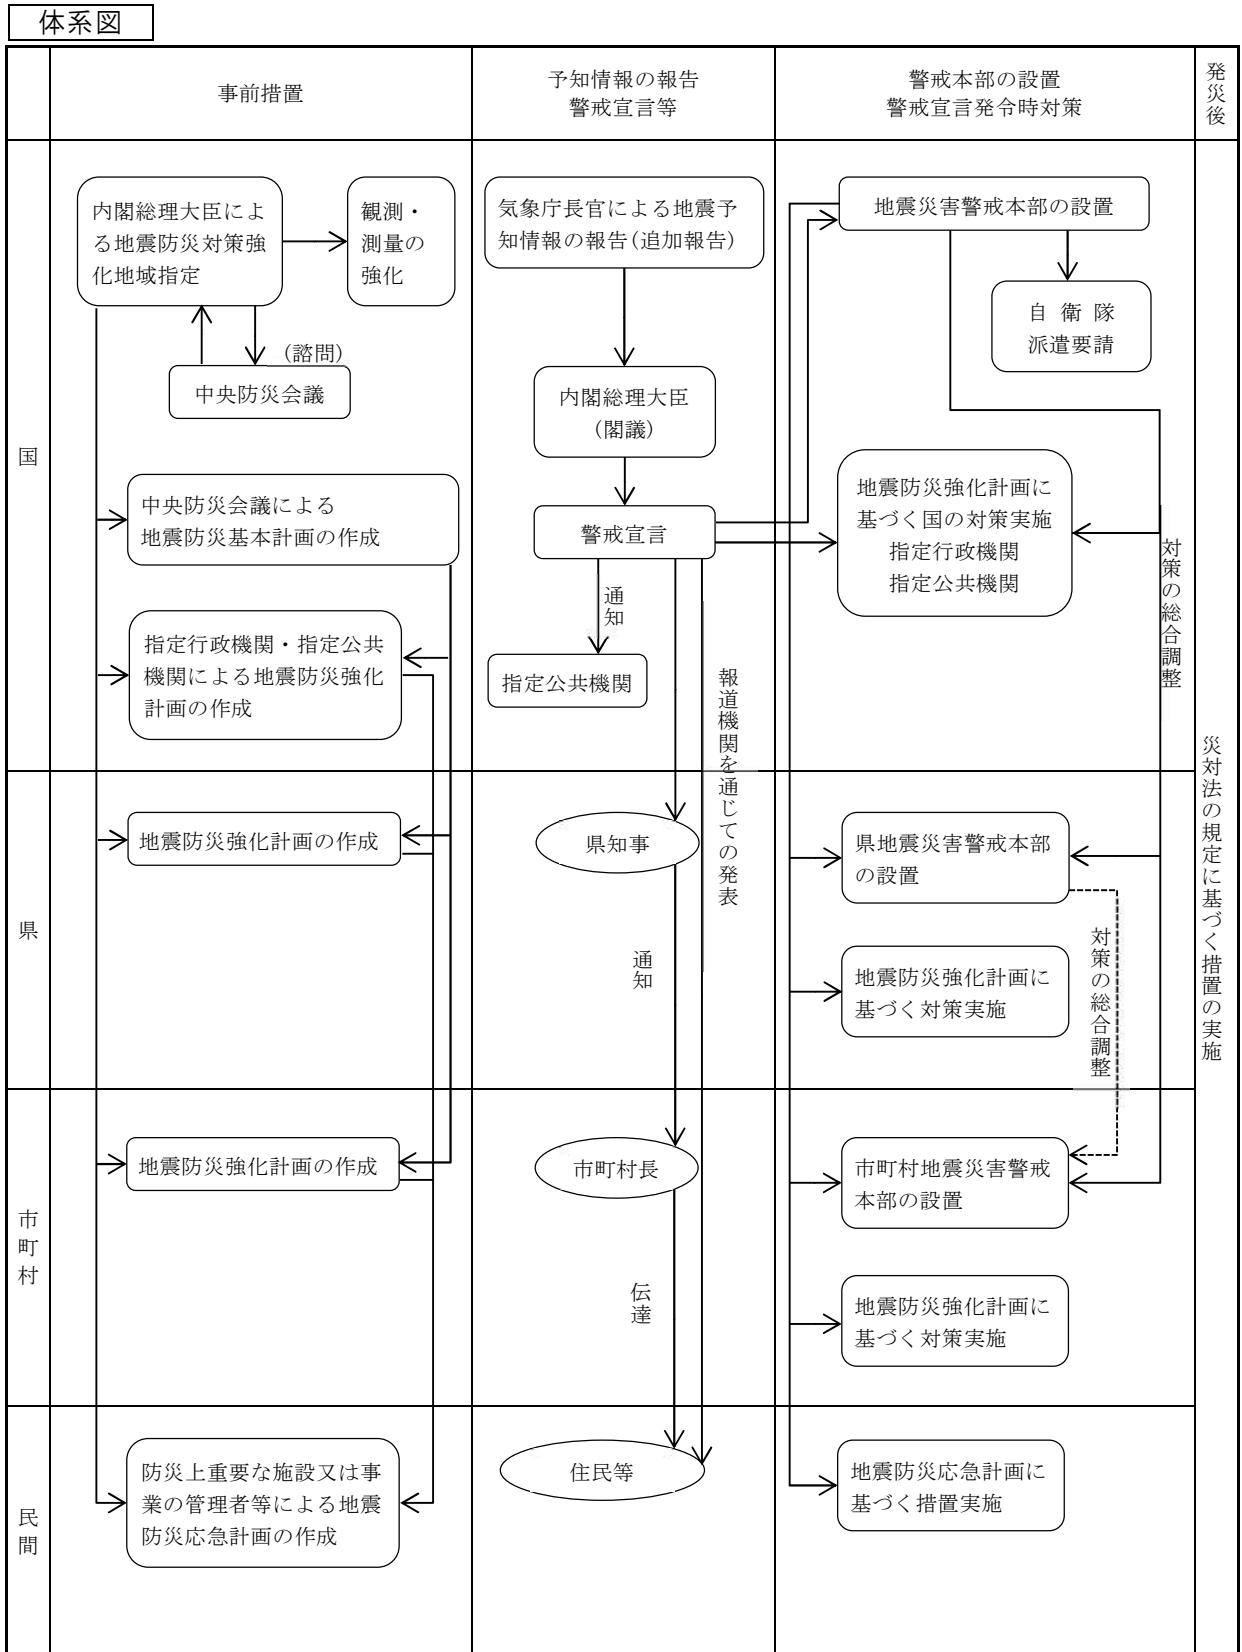 体系図
事前措置
予知情報の報告
警戒宣言等
警戒本部の設置
警戒宣言発令時対策
発災後
国
内閣総理大臣によ
る地震防災対策強
化地域指定
観測・
測量の
強化
(諮問)
中央防災会議
中央防災会議による
地震防災基本計画の作成
指定行政機関・指定公共
機関による地震防災強化
計画の作成
気象庁長官による地震予
知情報の報告(追加報告)
内閣総理大臣
(閣議)
警戒宣言
通知
指定公共機関
報道機関を通じての発表
地震災害警戒本部の設置
自衛隊
派遣要請
地震防災強化計画に
基づく国の対策実施
指定行政機関
指定公共機関
対策の総合調整
災対法の規定に基づく措置の実施
県
地震防災強化計画の作成
県知事
通知
県地震災害警戒本部
の設置
地震防災強化計画に
基づく対策実施
対策の総合調整
市町村
地震防災強化計画の作成
市町村長
伝達
市町村地震災害警戒
本部の設置
地震防災強化計画に
基づく対策実施
民間
防災上重要な施設又は事
業の管理者等による地震
防災応急計画の作成
住民等
地震防災応急計画に
基づく措置実施